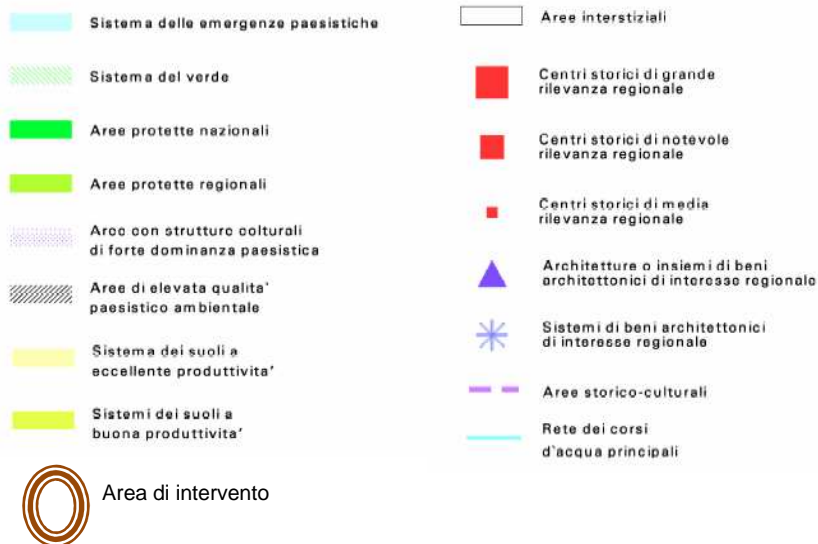 Sistema delle emergenze paesistiche
Sistema del verde
Aree protette nazionali
Aree protette regionali
Aree con strutture colturali
di forte dominanza paesistica
Aree di elevata qualita'
paesistico ambientale
Sistema dei suoli a
eccellente produttivita'
Sistemi dei suoli a
buona produttivita'
Area di intervento
Aree interstiziali
Centri storici di grande
rilevanza regionale
Centri storici di notevole
rilevanza regionale
Centri storici di media
rilevanza regionale
Architetture o insiemi di beni
architettonici di interesse regionale
Sistemi di beni architettonici
di interesse regionale
Aree storico-culturali
Rete dei corsi
d'acqua principali